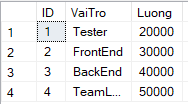 ID VaiTro Luong
1 1 Tester 20000
2 2 FrontEnd 30000
3 3 BackEnd 40000
4 4 TeamL... 50000